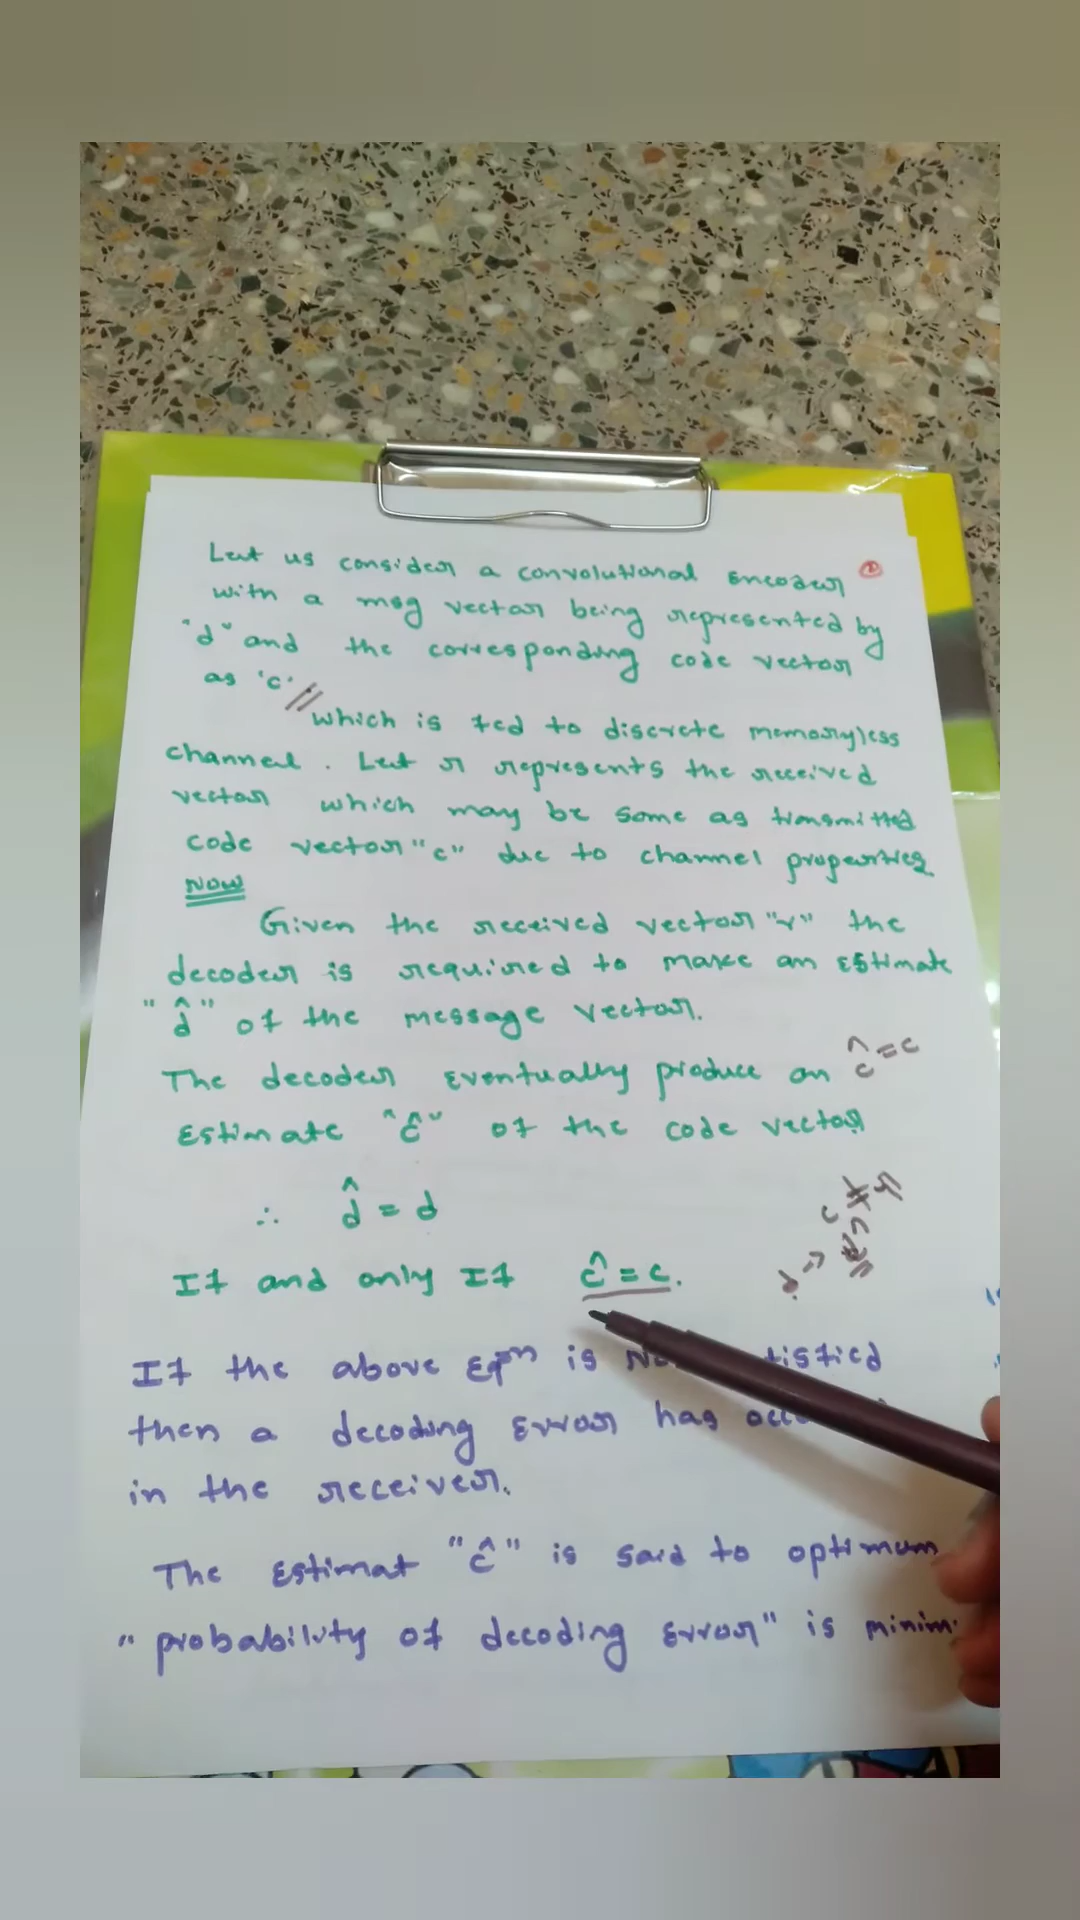 Let us consider a convolutional Encoder
with a msg vector being represented by
"d" and the corresponding code vector
as 'c'.
which is fed to discrete memoryless
channel. Let r represents the received
vector which may be same as transmitted
code vector "c" due to channel properties.
Now
Given the received vector "r" the
decoder is required to make an Estimate
"d̂" of the message vector.
ĉ = c
The decoder Eventually produce an
Estimate "ĉ" of the code vector
∴ d̂ = d
c ≠ r
If and only If ĉ = c.
If the above Eqⁿ is
then a decoding Error has
in the receiver.
The Estimat "ĉ" is said to optimum
"probability of decoding Error" is minim